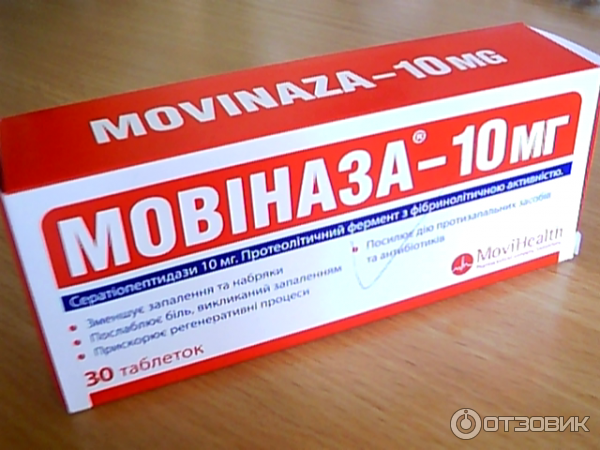 MOVINAZA–10 MG
МОВІНАЗА® – 10 МГ
Сератіопептидази 10 мг. Протеолітичний фермент з фібринолітичною активністю.
• Зменшує запалення та набряки
• Послаблює біль, викликаний запаленням
• Прискорює регенеративні процеси
• Посилює дію протизапальних засобів
та антибіотиків
MoviHealth
30 таблеток
ОТЗОВИК